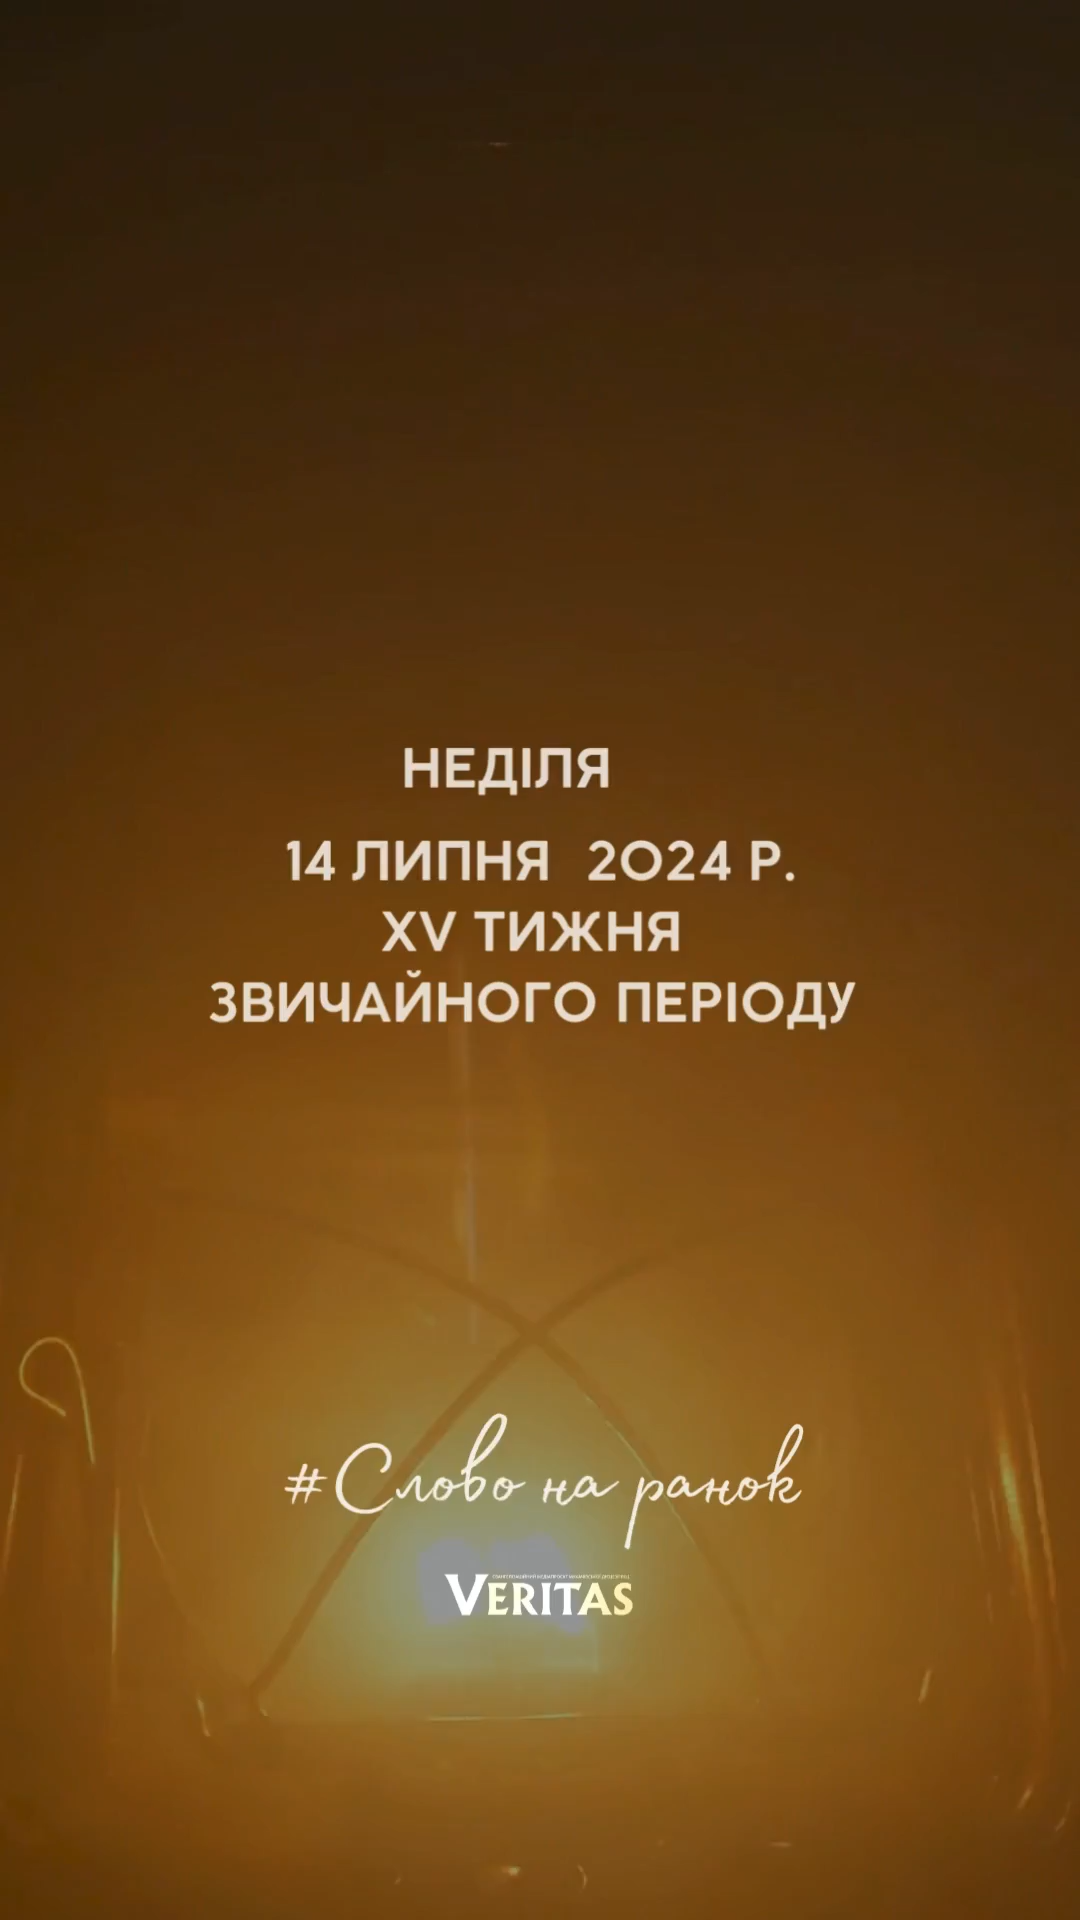 НЕДІЛЯ
14 ЛИПНЯ 2024 Р.
XV ТИЖНЯ
ЗВИЧАЙНОГО ПЕРІОДУ
#Слово на ранок
VERITAS